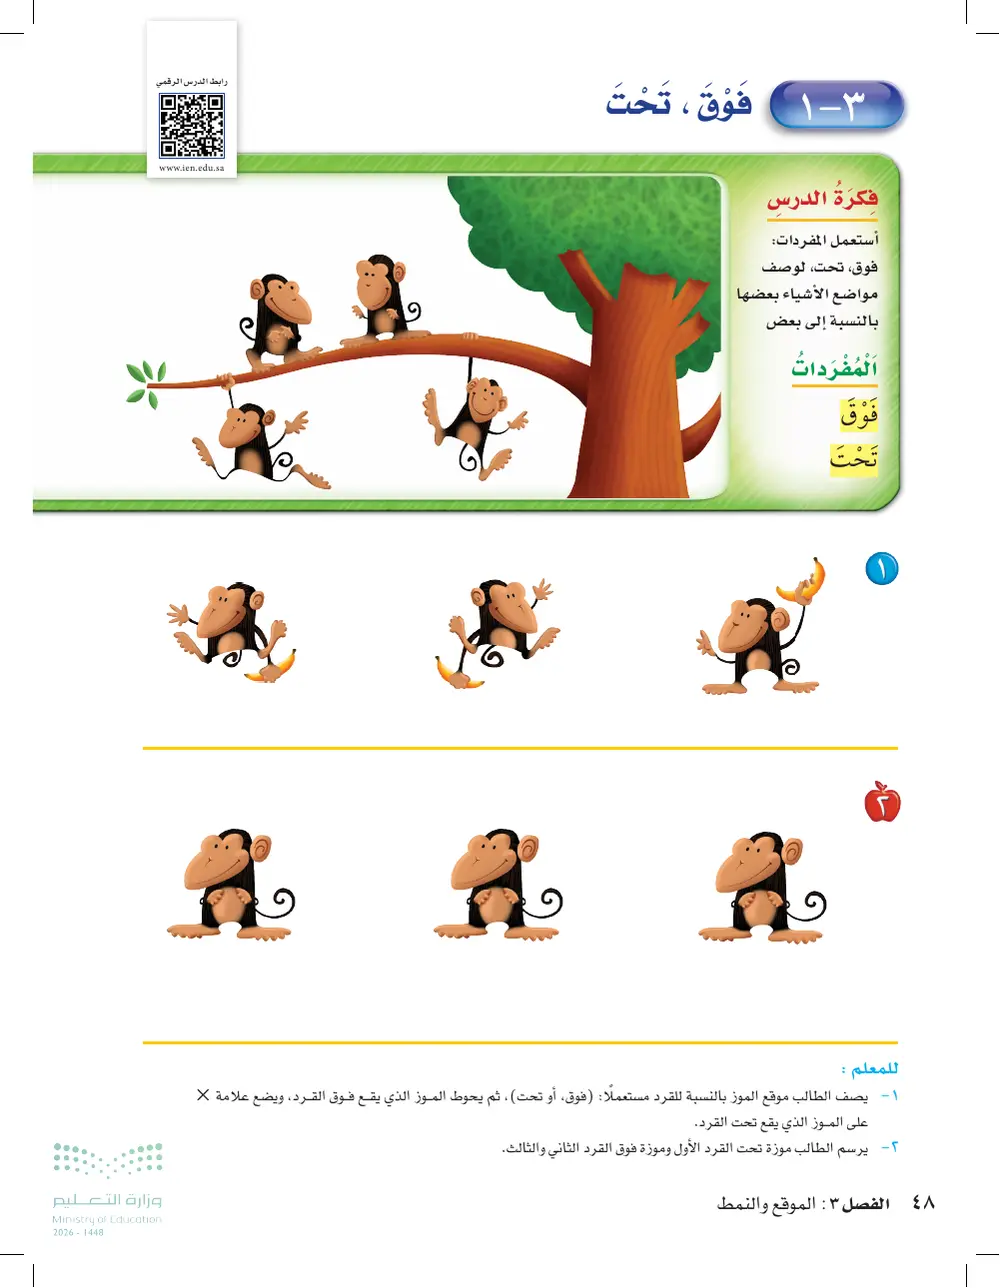 رابط الدرس الرقمي
www.ien.edu.sa
٣-١
فَوْقَ ، تَحْتَ
فِكرَةُ الدرسِ
أستعمل المفردات:
فوق، تحت، لوصف
مواضع الأشياء بعضها
بالنسبة إلى بعض
اَلْمُفْرَداتُ
فَوْقَ
تَحْتَ
١
٢
للمعلم :
١- يصف الطالب موقع الموز بالنسبة للقرد مستعملًا: (فوق، أو تحت)، ثم يحوط الموز الذي يقع فوق القرد، ويضع علامة ×
على الموز الذي يقع تحت القرد.
٢- يرسم الطالب موزة تحت القرد الأول وموزة فوق القرد الثاني والثالث.
وزارة التعليم
Ministry of Education
2026 - 1448
٤٨ الفصل ٣: الموقع والنمط